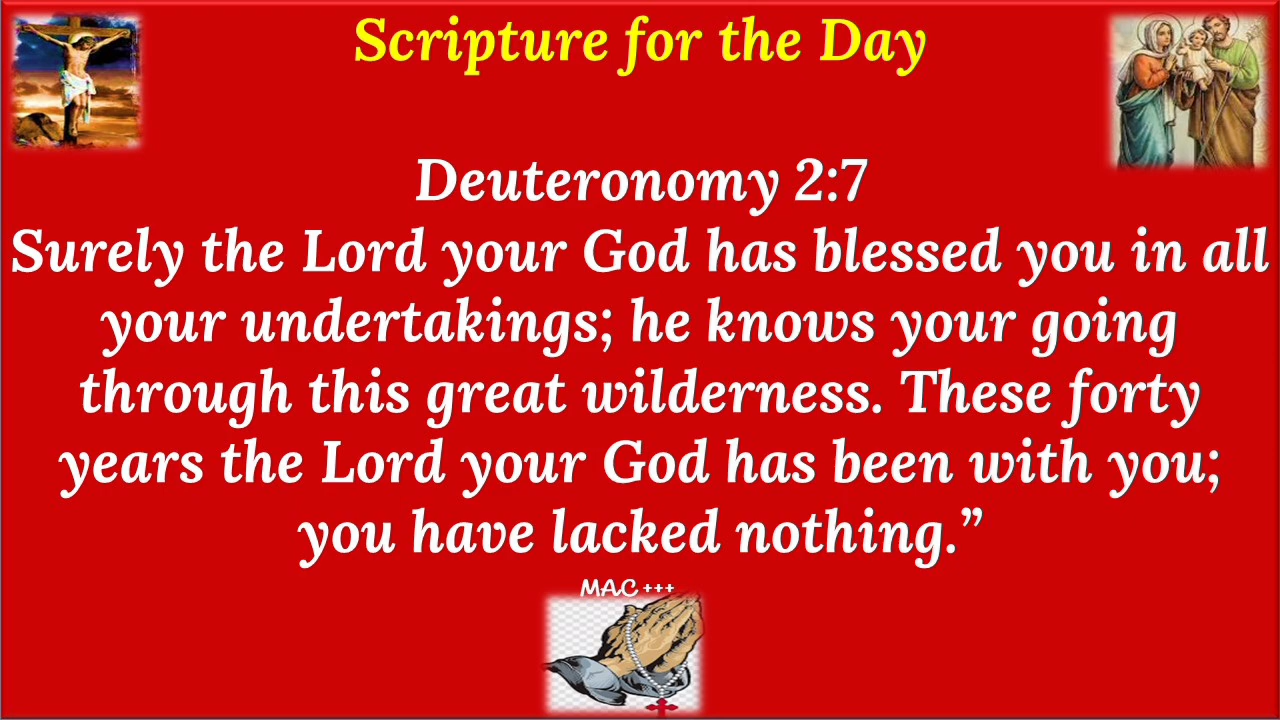 Scripture for the Day
Deuteronomy 2:7
Surely the Lord your God has blessed you in all
your undertakings; he knows your going
through this great wilderness. These forty
years the Lord your God has been with you;
you have lacked nothing.”
MAC +++